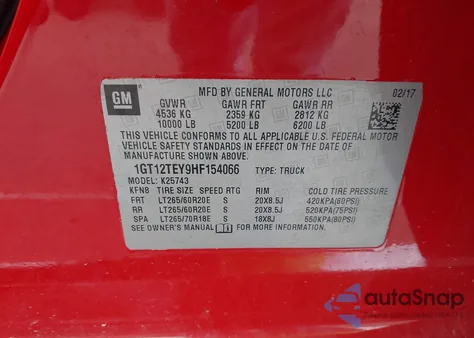 GM
MFD BY GENERAL MOTORS LLC
02/17
GVWR GAWR FRT GAWR RR
4536 KG 2359 KG 2812 KG
10000 LB 5200 LB 6200 LB
THIS VEHICLE CONFORMS TO ALL APPLICABLE U.S. FEDERAL MOTOR
VEHICLE SAFETY STANDARDS IN EFFECT ON THE DATE OF
MANUFACTURE SHOWN ABOVE.
1GT12TEY9HF154066 TYPE: TRUCK
MODEL: K25743
KFNB TIRE SIZE SPEED RTG RIM COLD TIRE PRESSURE
FRT LT265/60R20E S 20X8.5J 420KPA(60PSI)
RR LT265/60R20E S 20X8.5J 520KPA(75PSI)
SPA LT265/70R18E S 18X8J 550KPA(80PSI)
SEE OWNER'S MANUAL FOR MORE INFORMATION.
autoSnap